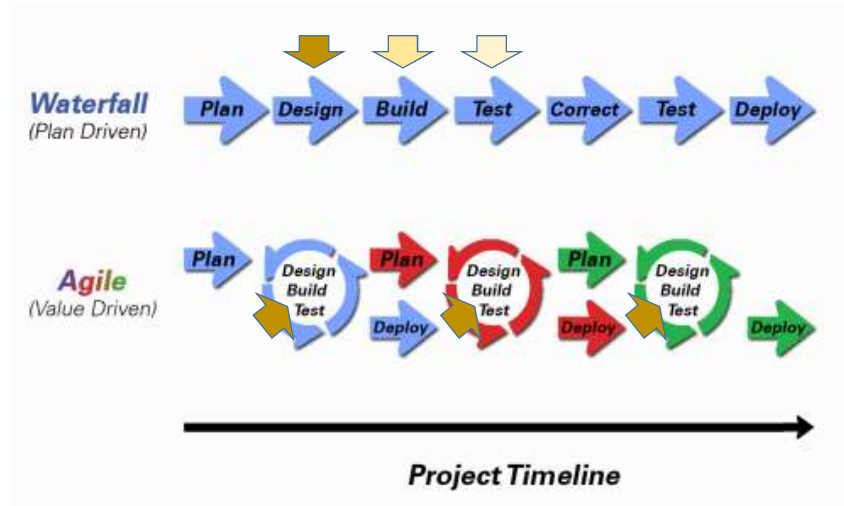 Waterfall
(Plan Driven)
Plan Design Build Test Correct Test Deploy
Agile
(Value Driven)
Plan
Design
Build
Test
Deploy
Plan
Design
Build
Test
Deploy
Plan
Design
Build
Test
Deploy
Project Timeline